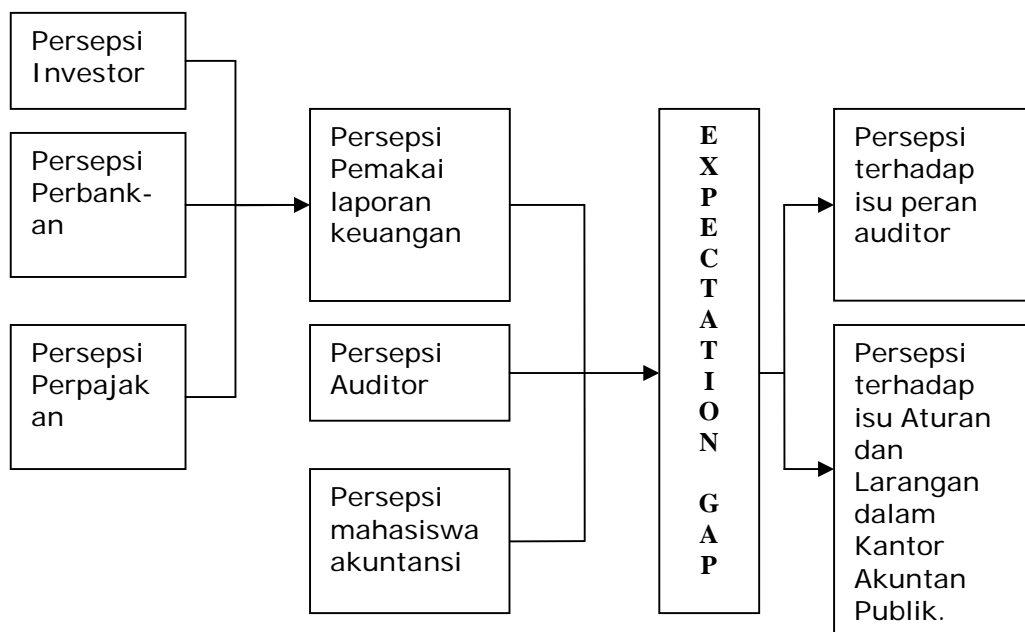 Persepsi
Investor
Persepsi
Perbank-
an
Persepsi
Perpajak
an
Persepsi
Pemakai
laporan
keuangan
Persepsi
Auditor
Persepsi
mahasiswa
akuntansi
E
X
P
E
C
T
A
T
I
O
N
G
A
P
Persepsi
terhadap
isu peran
auditor
Persepsi
terhadap
isu Aturan
dan
Larangan
dalam
Kantor
Akuntan
Publik.